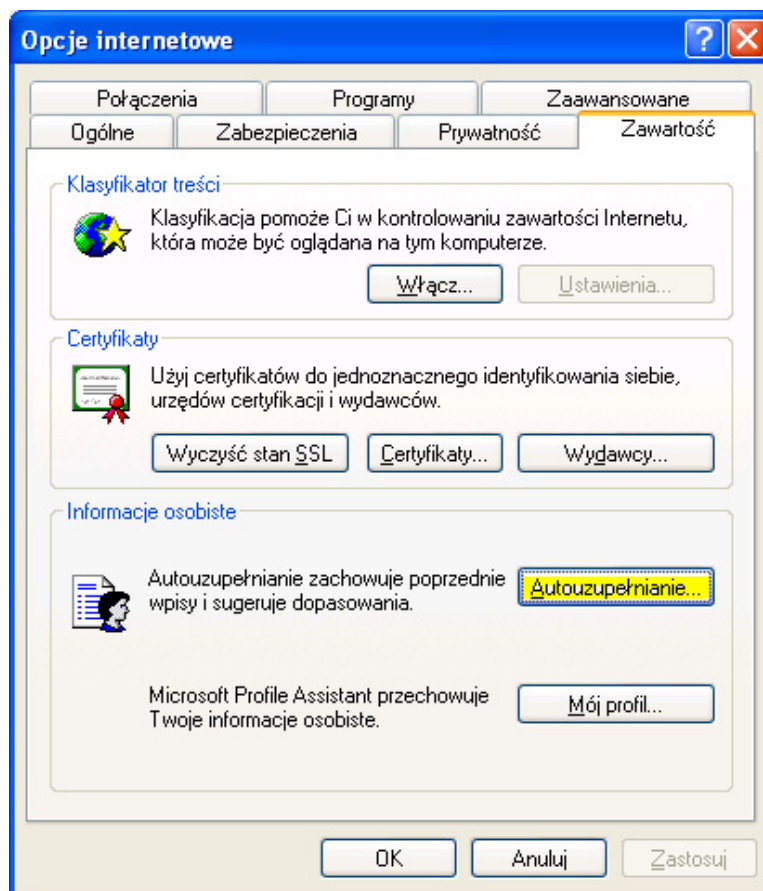 Opcje internetowe
Połączenia Programy Zaawansowane
Ogólne Zabezpieczenia Prywatność Zawartość
Klasyfikator treści
Klasyfikacja pomoże Ci w kontrolowaniu zawartości Internetu,
która może być oglądana na tym komputerze.
Włącz... Ustawienia...
Certyfikaty
Użyj certyfikatów do jednoznacznego identyfikowania siebie,
urzędów certyfikacji i wydawców.
Wyczyść stan SSL Certyfikaty... Wydawcy...
Informacje osobiste
Autouzupełnianie zachowuje poprzednie
wpisy i sugeruje dopasowania.
Autouzupełnianie...
Microsoft Profile Assistant przechowuje
Twoje informacje osobiste.
Mój profil...
OK Anuluj Zastosuj